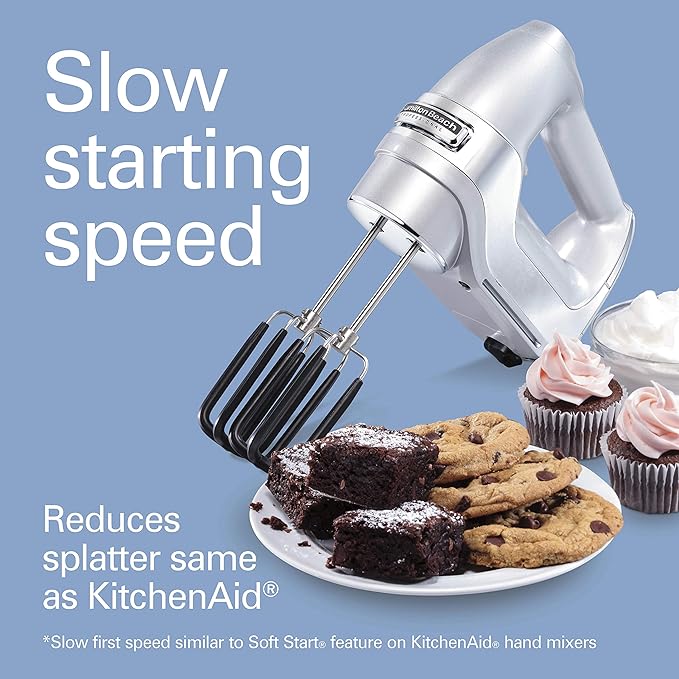 Slow
starting
speed
HamiltonBeach
PROFESSIONAL
Reduces
splatter same
as KitchenAid®
*Slow first speed similar to Soft Start® feature on KitchenAid® hand mixers